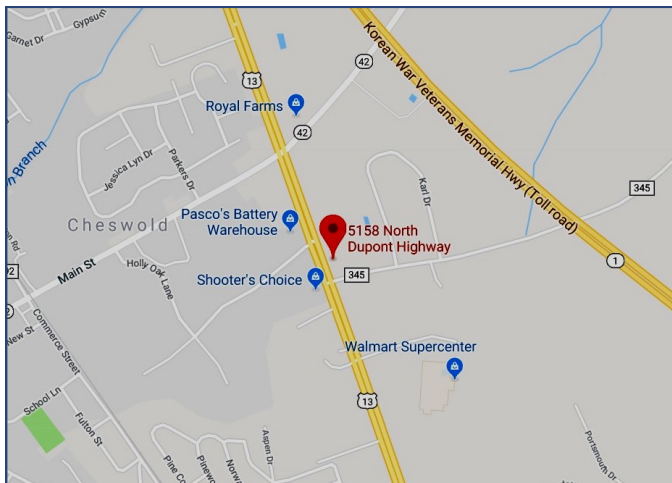 Garnet Dr
Gypsum
Korean War Veterans Memorial Hwy (Toll road)
13
42
Royal Farms
42
Branch
Jessica Lyn Dr
Parkers Dr
Karl Dr
345
Pasco's Battery
Warehouse
5158 North
Dupont Highway
Cheswold
Main St
Holly Oak
Lane
Shooter's Choice
345
1
Commerce Street
New St
Walmart Supercenter
School Ln
Fulton St
13
Aspen Dr
Pine
Norw
Portsmouth Dr